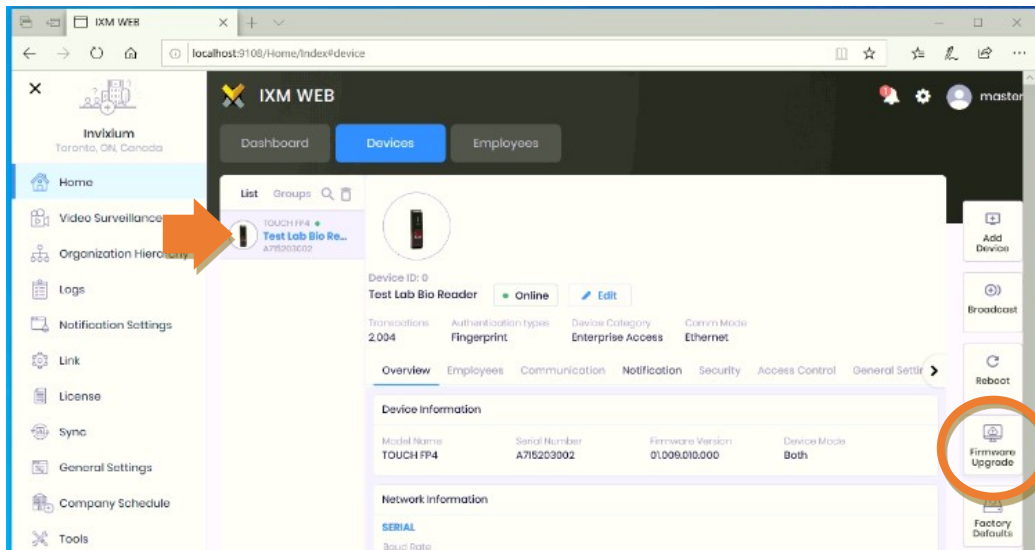 IXM WEB
localhost:9108/Home/Index#device
Invixium
Toronto, ON, Canada
Home
Video Surveillance
Organization Hierarchy
Logs
Notification Settings
Link
License
Sync
General Settings
Company Schedule
Tools
IXM WEB
master
Dashboard
Devices
Employees
List Groups
TOUCH FP4
Test Lab Bio Re...
A715203002
Device ID: 0
Test Lab Bio Reader
Online
Edit
Transactions Authentication types Device Category Comm Mode
2,004 Fingerprint Enterprise Access Ethernet
Overview Employees Communication Notification Security Access Control General Settin
Device Information
Model Name Serial Number Firmware Version Device Mode
TOUCH FP4 A715203002 01.009.010.000 Both
Network Information
SERIAL
Baud Rate
Add
Device
Broadcast
Reboot
Firmware
Upgrade
Factory
Defaults